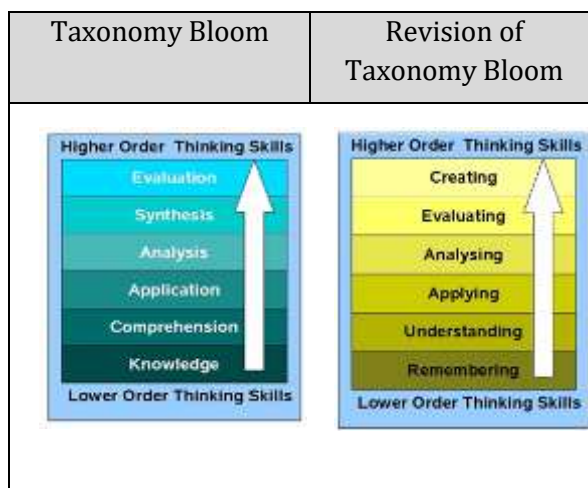 Taxonomy Bloom
Revision of
Taxonomy Bloom
Higher Order Thinking Skills
Evaluation
Synthesis
Analysis
Application
Comprehension
Knowledge
Lower Order Thinking Skills
Higher Order Thinking Skills
Creating
Evaluating
Analysing
Applying
Understanding
Remembering
Lower Order Thinking Skills